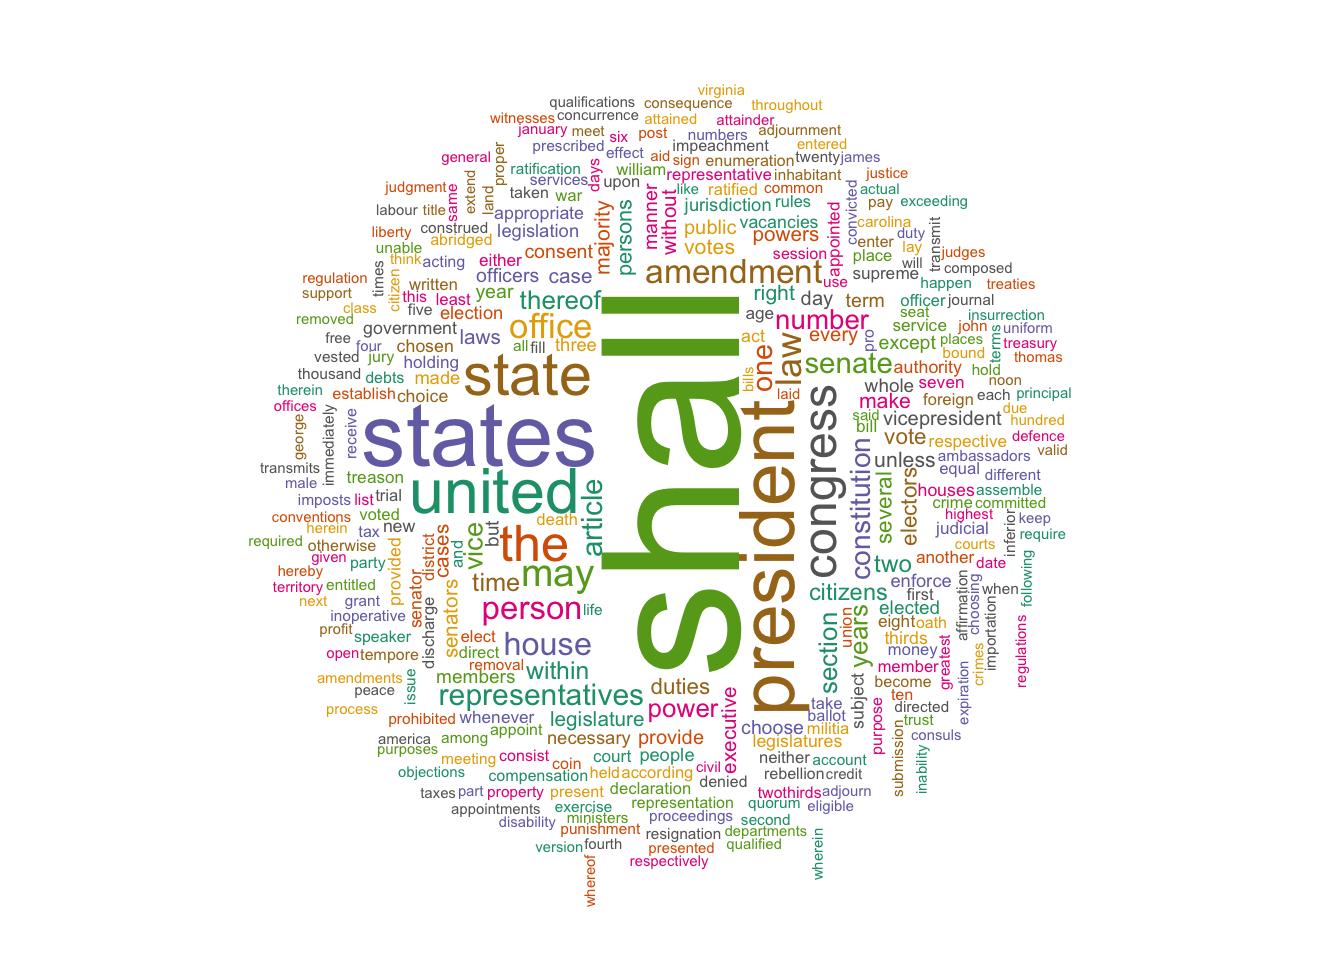 virginia
qualifications
consequence
throughout
concurrence
witnesses
attained
attainder
january
meet
six
post
numbers
adjournment
entered
prescribed
effect
aid
sign
impeachment
enumeration
twenty
james
general
proper
ratification
william
representative
inhabitant
justice
services
days
upon
like
ratified
common
convicted
actual
judgment
same
extend
land
taken
war
jurisdiction
rules
pay
exceeding
labour
title
appropriate
majority
persons
manner
without
public
vacancies
appointed
carolina
liberty
construed
legislation
votes
powers
enter
duty
transmit
unable
abridged
consent
session
place
lay
judges
think
acting
either
officers
case
amendment
use
supreme
will
composed
regulation
times
citizen
written
year
thereof
right
day
term
happen
treaties
support
this
least
officer
journal
class
five
election
office
shall
age
number
seat
insurrection
removed
government
service
john
uniform
free
four
chosen
laws
all
fill
three
act
every
pro
except
places
terms
treasury
vested
jury
holding
state
one
law
senate
authority
bound
hold
thomas
thousand
debts
made
bills
whole
seven
noon
therein
establish
choice
laid
make
foreign
each
principal
offices
states
president
congress
said
vicepresident
due
hundred
george
immediately
receive
bill
vote
respective
defence
transmits
constitution
unless
ambassadors
valid
male
treason
united
several
electors
equal
different
imposts
list
trial
article
houses
assemble
conventions
voted
new
death
crime
committed
herein
tax
vice
but
highest
inferior
keep
required
otherwise
cases
the
judicial
courts
require
given
party
district
and
two
another
date
hereby
provided
may
enforce
following
territory
entitled
senator
time
citizens
first
affirmation
choosing
when
next
grant
person
life
elected
inoperative
senators
section
years
union
eight
oath
importation
profit
speaker
discharge
elect
house
thirds
open
tempore
direct
money
greatest
crimes
regulations
removal
within
member
amendments
issue
members
become
expiration
peace
representatives
duties
ten
process
power
take
subject
directed
prohibited
whenever
legislature
executive
choose
ballot
militia
purpose
trust
america
among
appoint
necessary
provide
legislatures
submission
consuls
purposes
meeting
consist
coin
court
people
neither
account
inability
objections
compensation
held
according
civil
denied
rebellion
credit
taxes
part
property
present
declaration
twothirds
adjourn
appointments
exercise
representation
quorum
eligible
disability
ministers
proceedings
second
punishment
resignation
departments
version
fourth
presented
qualified
wherein
respectively
whereof